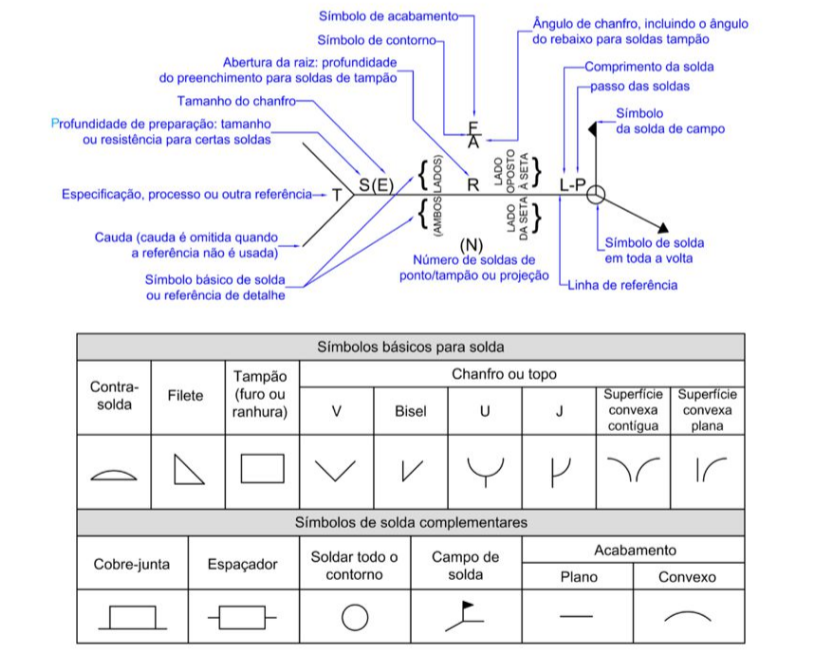 Símbolo de acabamento
Símbolo de contorno
Ângulo de chanfro, incluindo o ângulo
do rebaixo para soldas tampão
Abertura da raiz: profundidade
do preenchimento para soldas de tampão
Comprimento da solda
passo das soldas
Tamanho do chanfro
Símbolo
da solda de campo
Profundidade de preparação: tamanho
ou resistência para certas soldas
F
A
S(E)
(AMBOS LADOS)
R
LADO
OPOSTO
À SETA
L-P
Especificação, processo ou outra referência
T
LADO
DA SETA
Cauda (cauda é omitida quando
a referência não é usada)
(N)
Número de soldas de
ponto/tampão ou projeção
Símbolo de solda
em toda a volta
Símbolo básico de solda
ou referência de detalhe
Linha de referência
Símbolos básicos para solda
Contra-
solda
Filete
Tampão
(furo ou
ranhura)
Chanfro ou topo
V
Bisel
U
J
Superfície
convexa
contígua
Superfície
convexa
plana
Símbolos de solda complementares
Cobre-junta
Espaçador
Soldar todo o
contorno
Campo de
solda
Acabamento
Plano
Convexo